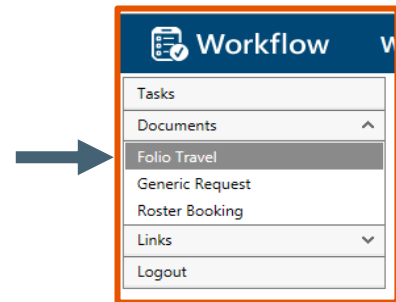 Workflow
Tasks
Documents
Folio Travel
Generic Request
Roster Booking
Links
Logout